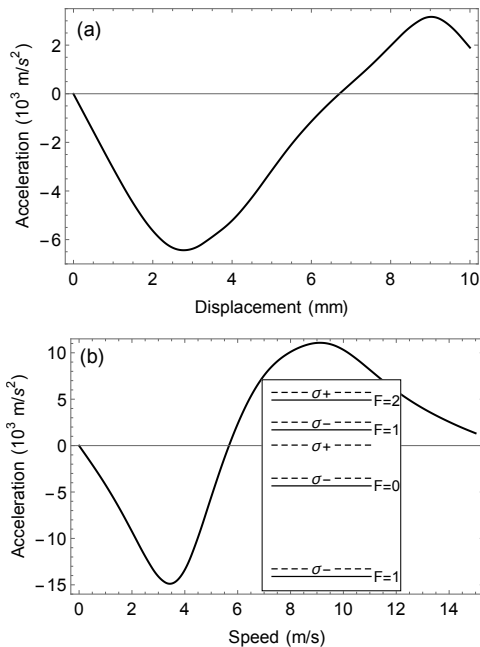 (a)
Acceleration (10³ m/s²)
2
0
−2
−4
−6
0 2 4 6 8 10
Displacement (mm)
(b)
Acceleration (10³ m/s²)
10
5
0
−5
−10
−15
σ+ F=2
σ− F=1
σ+
σ− F=0
σ− F=1
0 2 4 6 8 10 12 14
Speed (m/s)